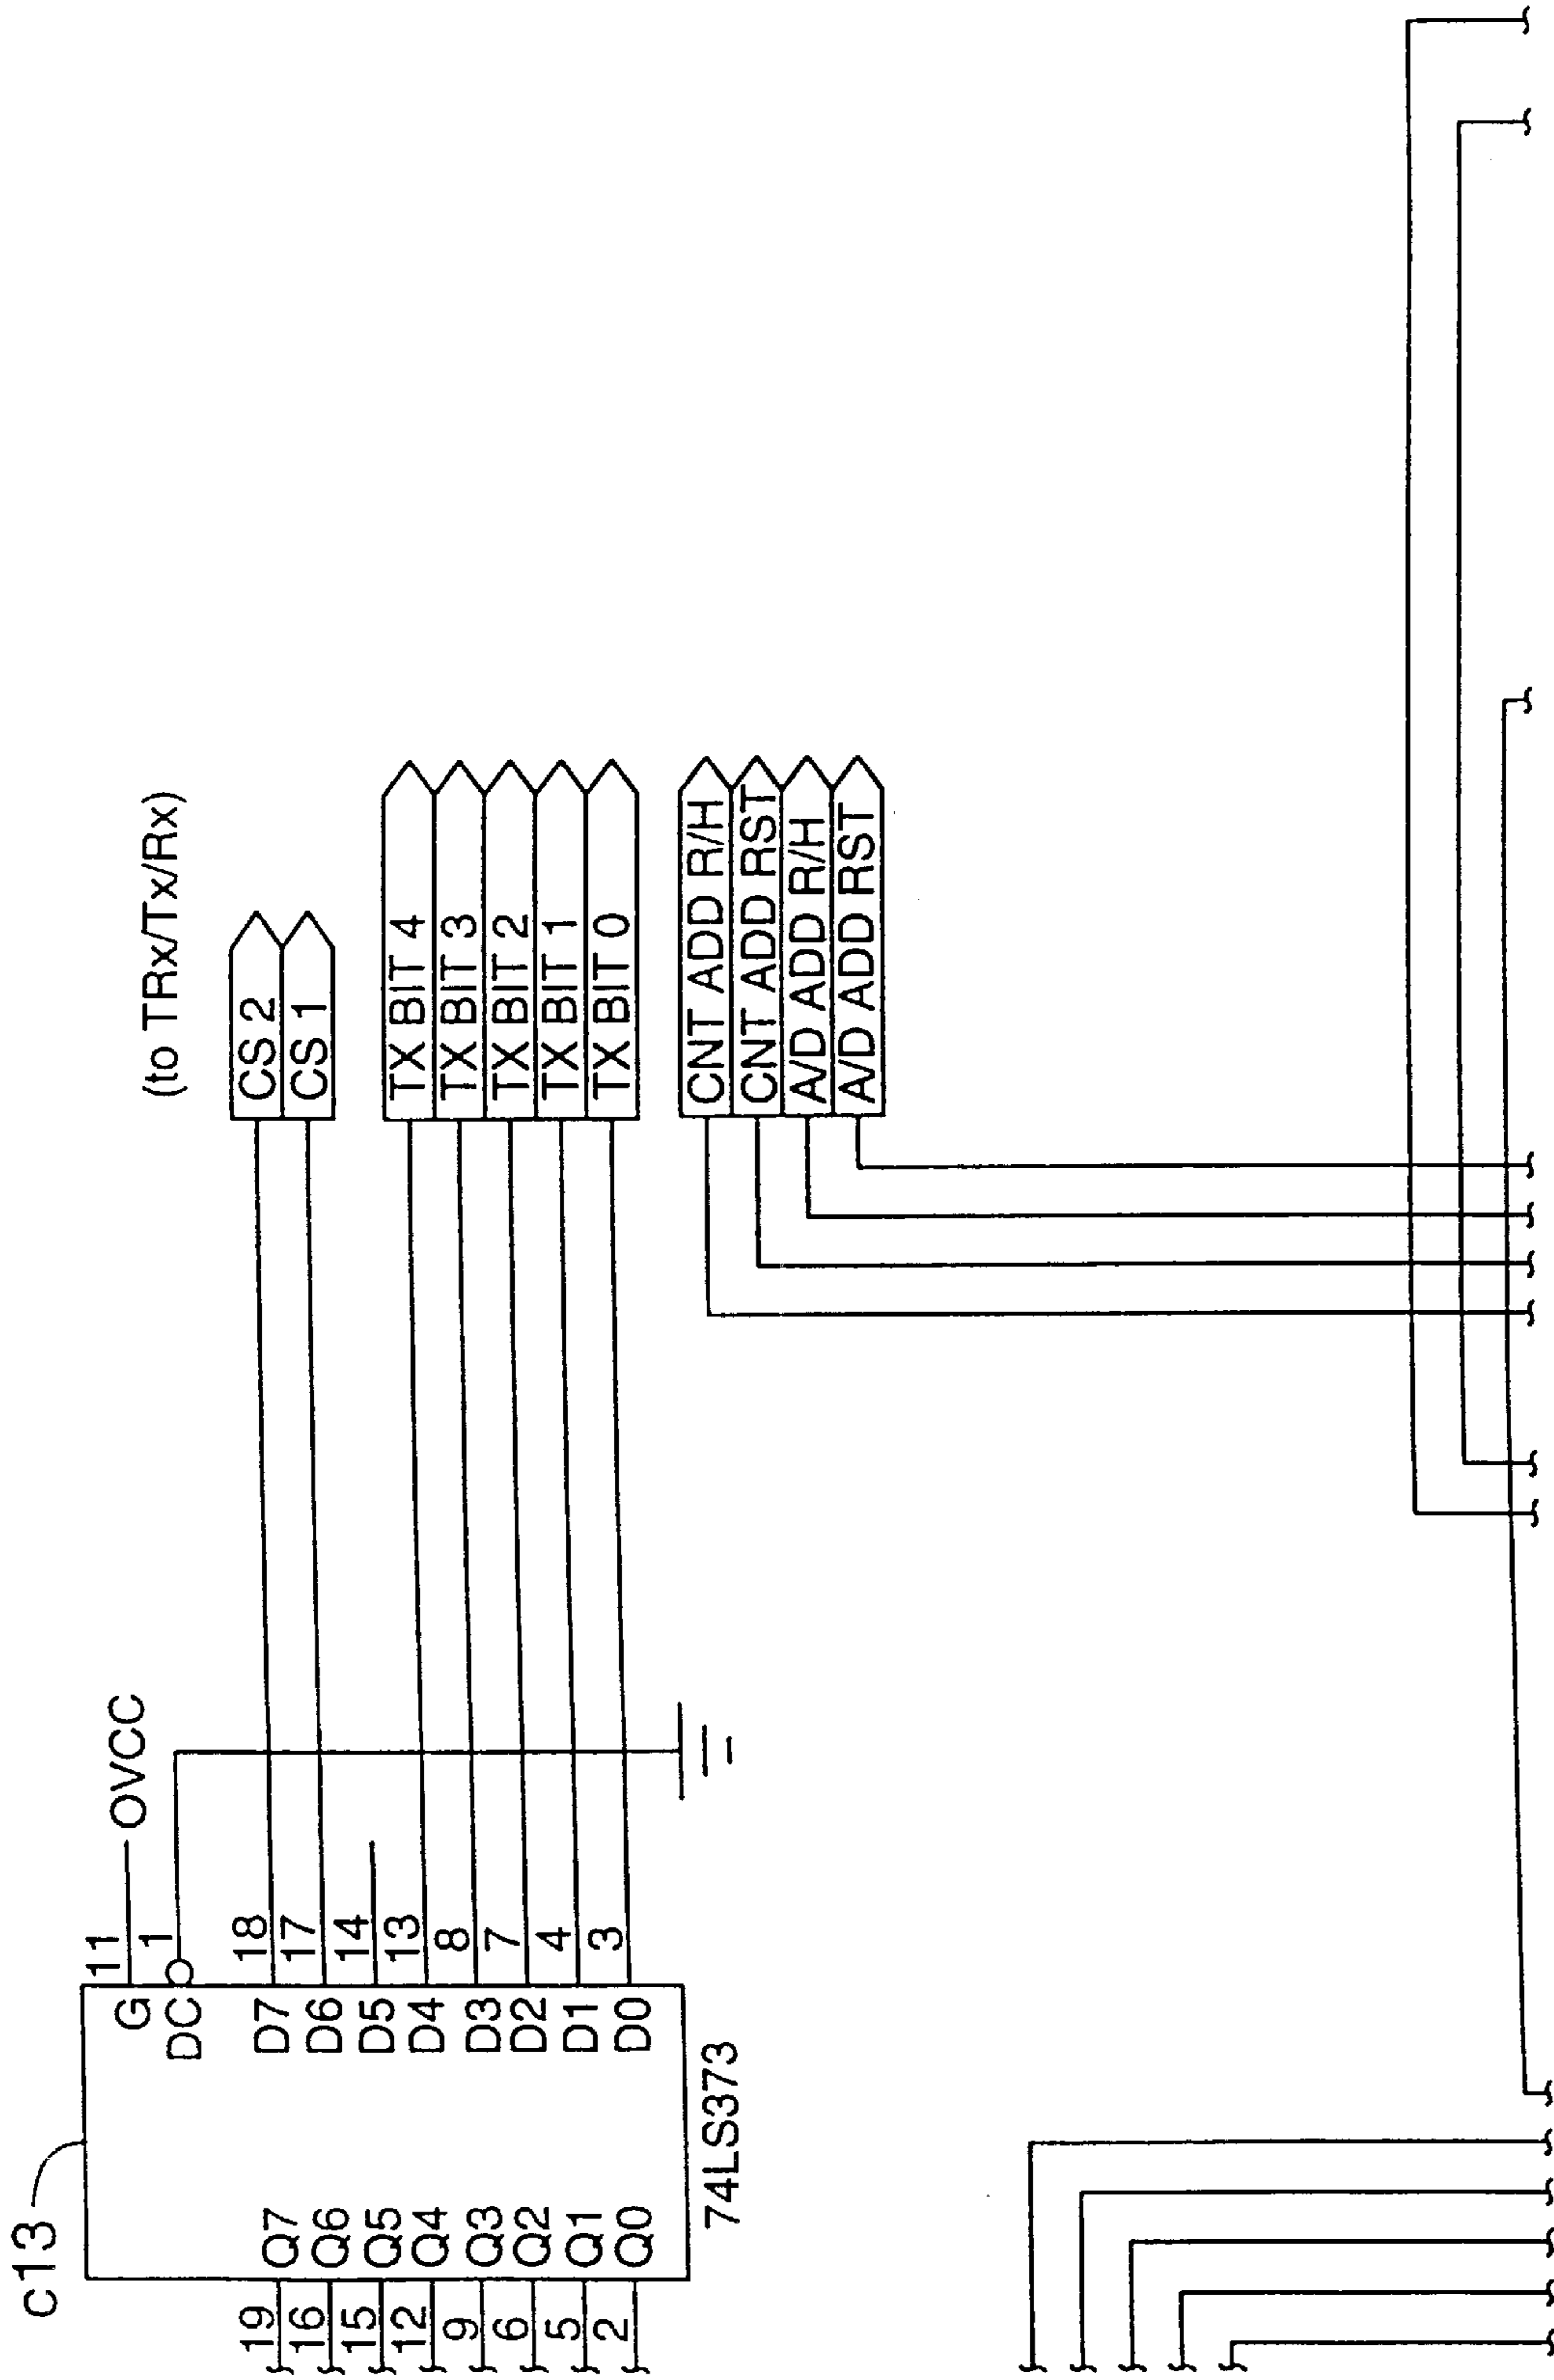 c13
(to TRx/Tx/Rx)
11
G
OVCC
1
DC
19 Q7 D7 18
CS 2
16 Q6 D6 17
CS 1
15 Q5 D5 14
12 Q4 D4 13
TX BIT 4
9 Q3 D3 8
TX BIT 3
6 Q2 D2 7
TX BIT 2
5 Q1 D1 4
TX BIT 1
2 Q0 D0 3
TX BIT 0
74LS373
CNT ADD R/H
CNT ADD RST
A/D ADD R/H
A/D ADD RST